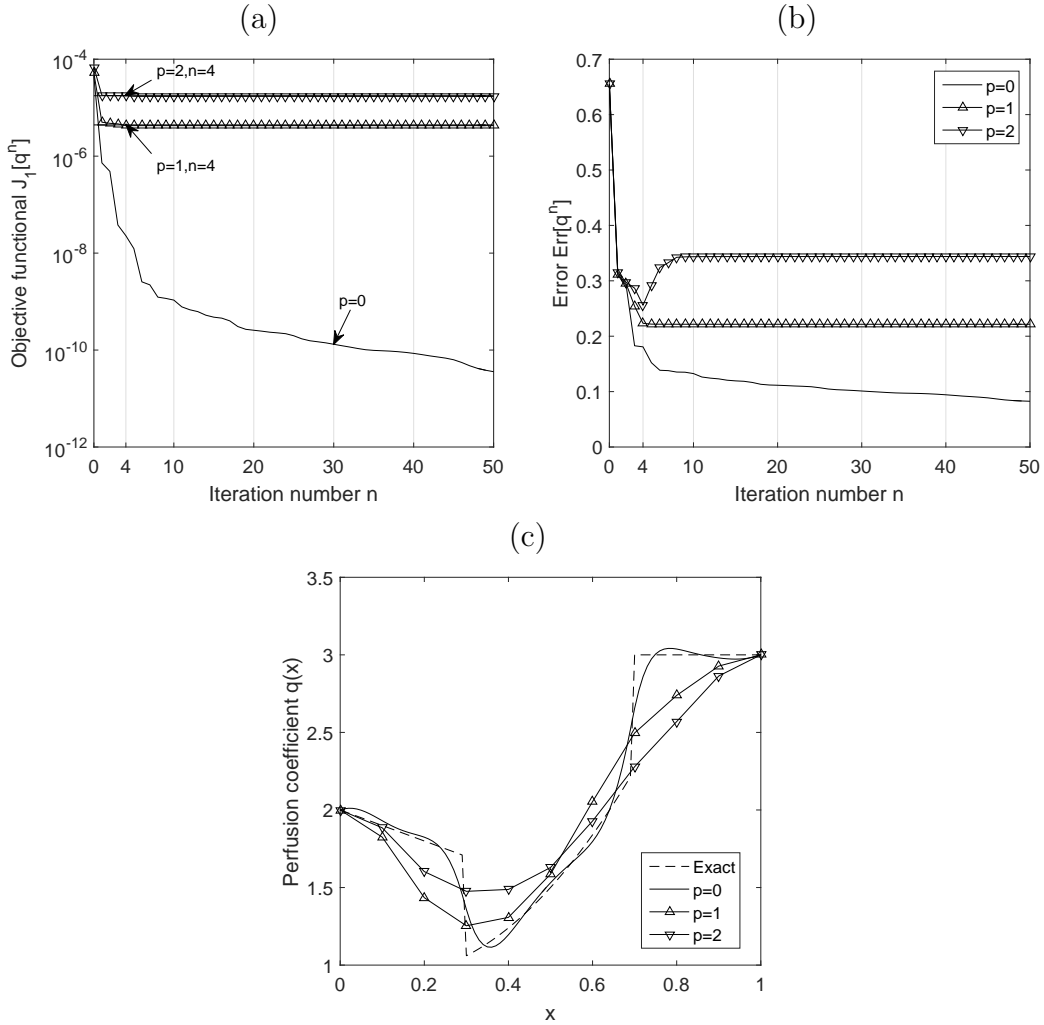 (a)
10^-4
10^-6
10^-8
10^-10
10^-12
Objective functional J_1[q^n]
p=2,n=4
p=1,n=4
p=0
0 4 10 20 30 40 50
Iteration number n
(b)
0.7
0.6
0.5
0.4
0.3
0.2
0.1
0
Error Err[q^n]
p=0
p=1
p=2
0 4 10 20 30 40 50
Iteration number n
(c)
3.5
3
2.5
2
1.5
1
Perfusion coefficient q(x)
Exact
p=0
p=1
p=2
0 0.2 0.4 0.6 0.8 1
x